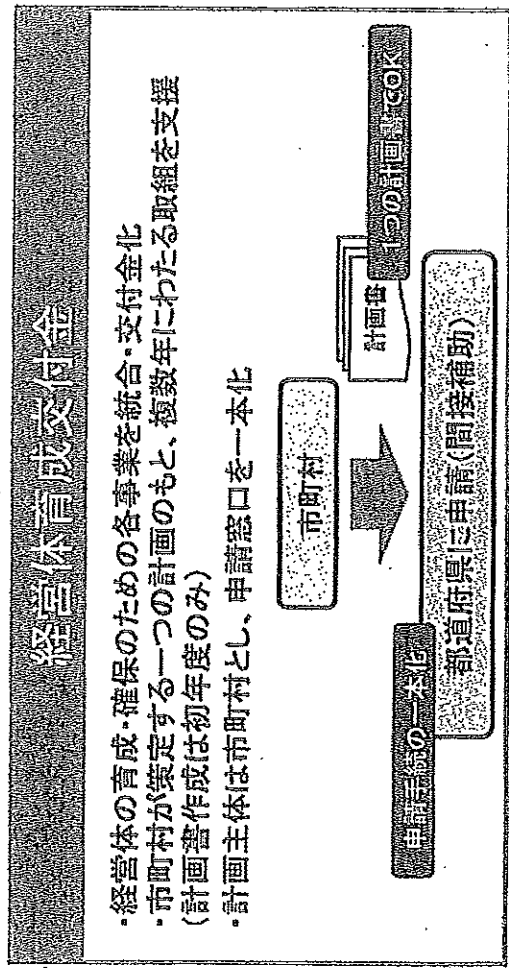 経営体育成交付金
・経営体の育成・確保のための各事業を統合・交付金化
・市町村が策定する一つの計画のもと、複数年にわたる取組を支援
(計画書作成は初年度のみ)
・計画主体は市町村とし、申請窓口を一本化
市町村
計画書
1つの計画書でOK
申請手続の一本化
都道府県に申請(間接補助)